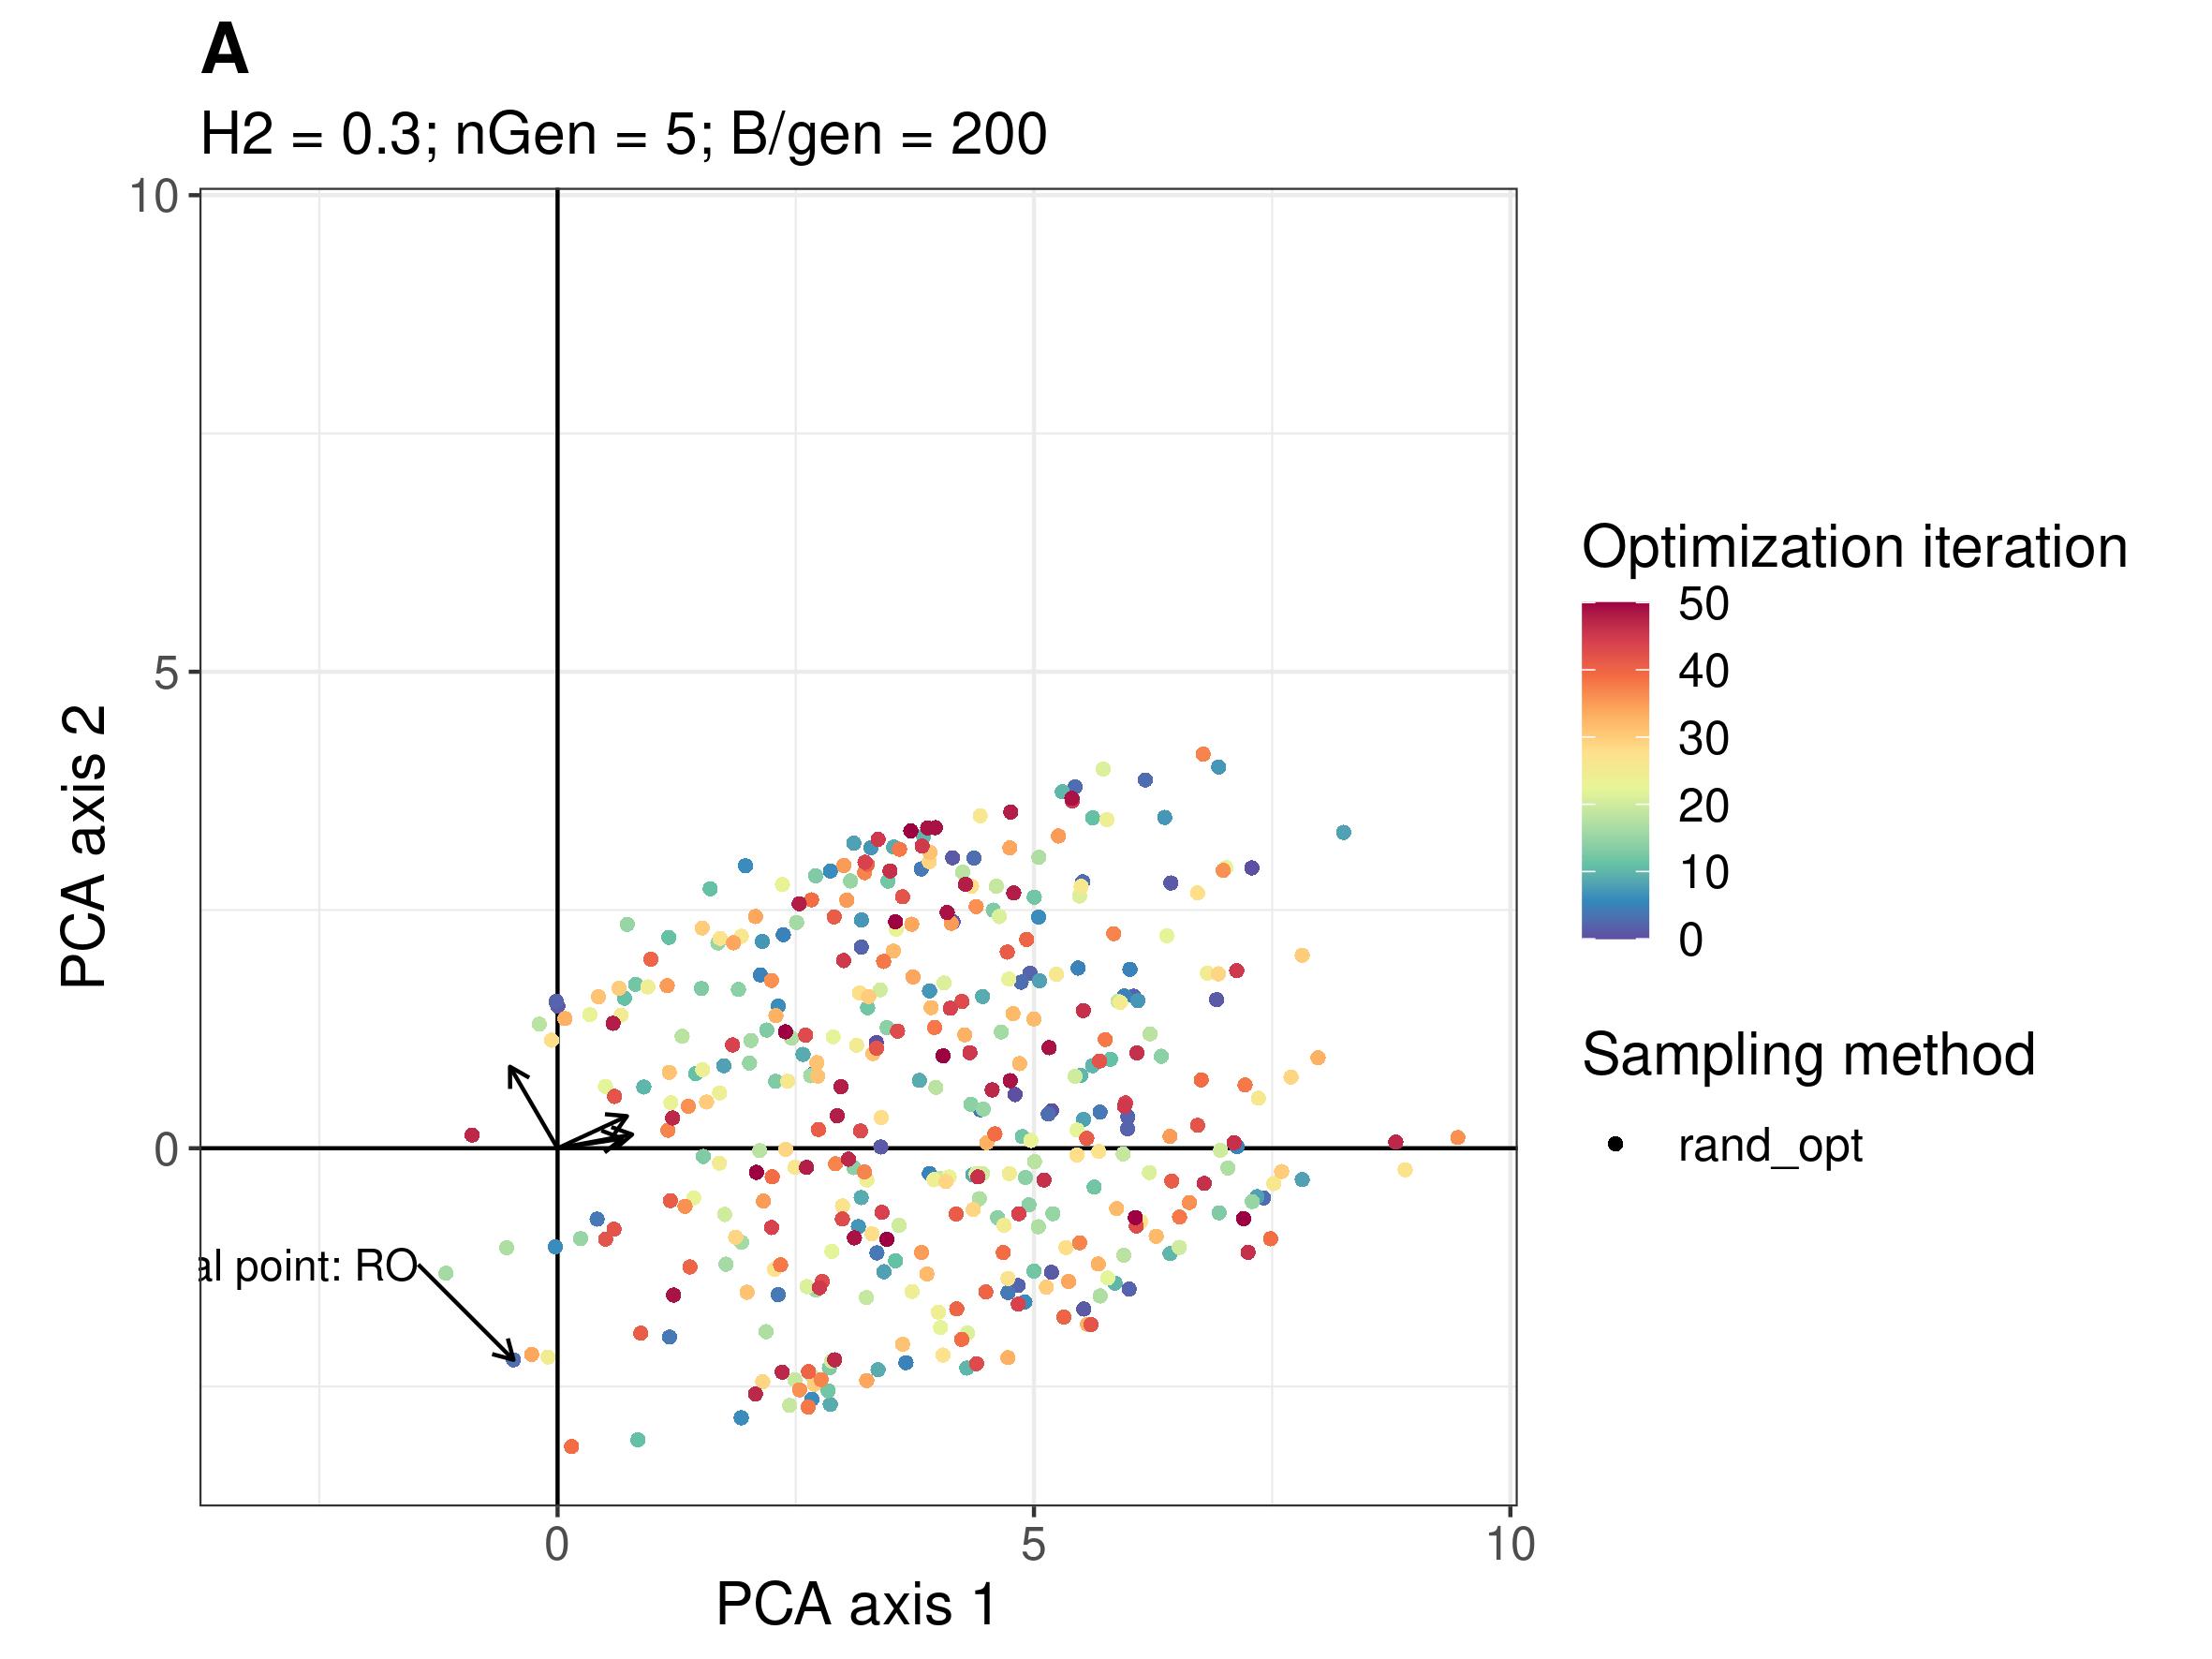 A
H2 = 0.3; nGen = 5; B/gen = 200
10
5
0
PCA axis 2
al point: RO
0
5
10
PCA axis 1
Optimization iteration
50
40
30
20
10
0
Sampling method
rand_opt